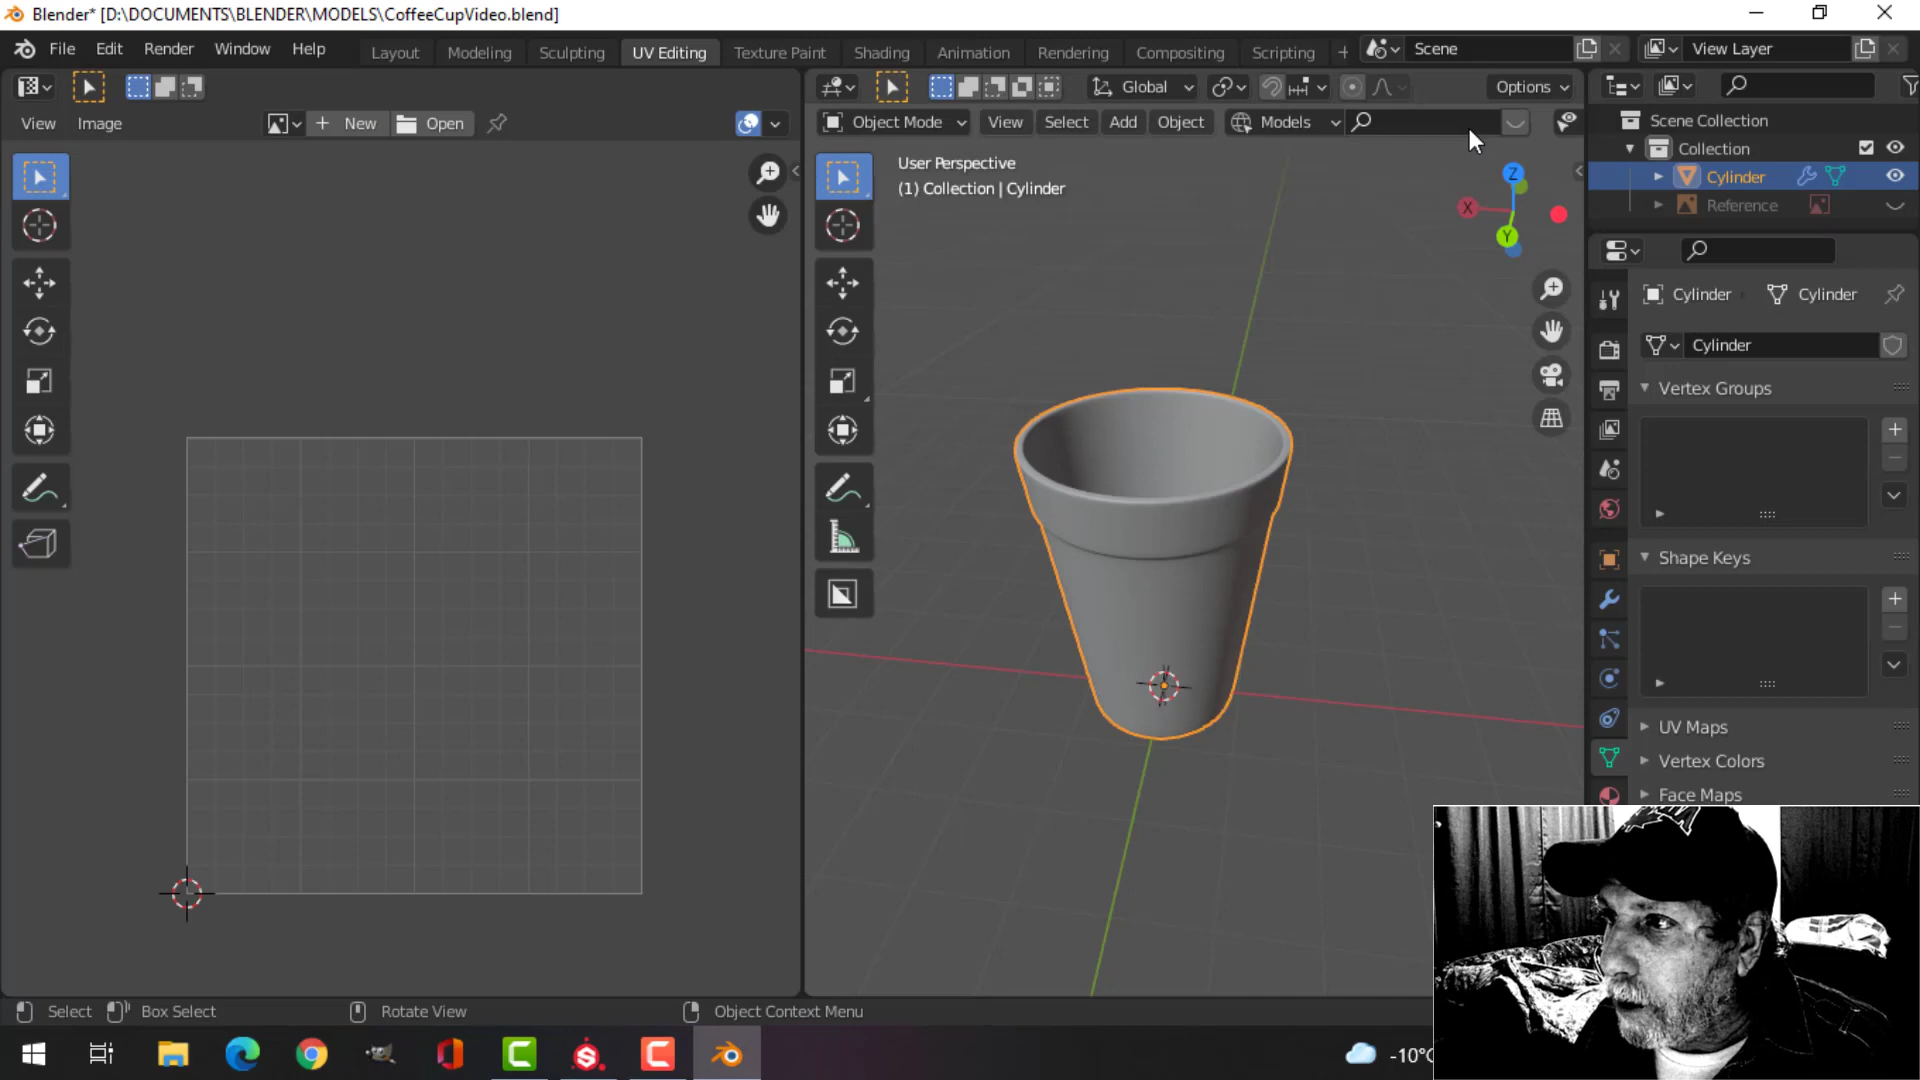 Blender* [D:\DOCUMENTS\BLENDER\MODELS\CoffeeCupVideo.blend]
File Edit Render Window Help Layout Modeling Sculpting UV Editing Texture Paint Shading Animation Rendering Compositing Scripting + Scene View Layer
Global Options
View Image + New Open Object Mode View Select Add Object Models
Scene Collection
Collection
Cylinder
Reference
User Perspective
(1) Collection | Cylinder
Z
X
Y
Cylinder Cylinder
Cylinder
Vertex Groups
Shape Keys
UV Maps
Vertex Colors
Face Maps
Select Box Select Rotate View Object Context Menu
-10°C